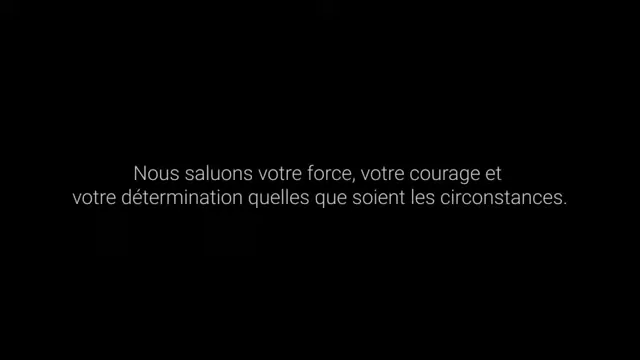 Nous saluons votre force, votre courage et
votre détermination quelles que soient les circonstances.